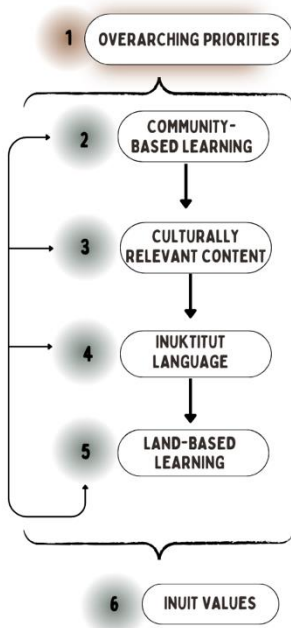 1 OVERARCHING PRIORITIES
2 COMMUNITY-
BASED LEARNING
3 CULTURALLY
RELEVANT CONTENT
4 INUKTITUT
LANGUAGE
5 LAND-BASED
LEARNING
6 INUIT VALUES